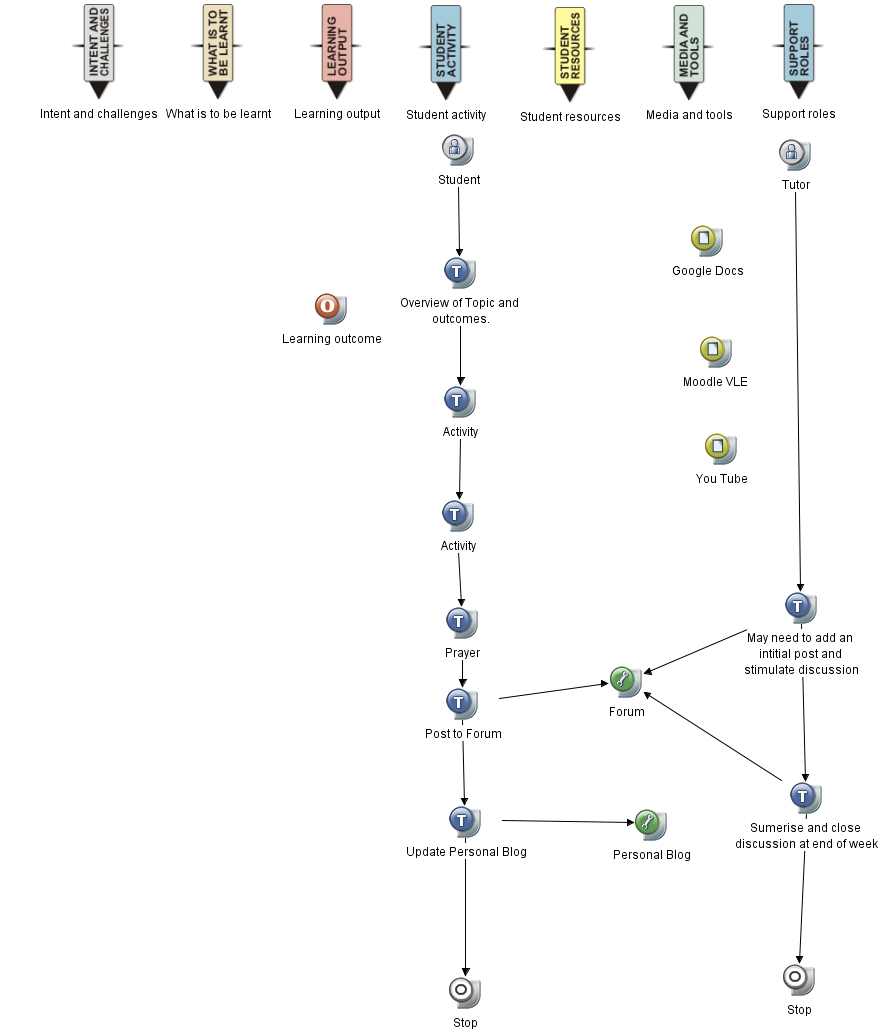 INTENT AND
CHALLENGES
WHAT IS TO
BE LEARNT
LEARNING
OUTPUT
STUDENT
ACTIVITY
STUDENT
RESOURCES
MEDIA AND
TOOLS
SUPPORT
ROLES
Intent and challenges
What is to be learnt
Learning output
Student activity
Student resources
Media and tools
Support roles
Student
Tutor
Google Docs
T
Overview of Topic and
outcomes.
O
Learning outcome
Moodle VLE
T
Activity
You Tube
T
Activity
T
Prayer
T
May need to add an
intitial post and
stimulate discussion
T
Post to Forum
Forum
T
Update Personal Blog
Personal Blog
T
Sumerise and close
discussion at end of week
Stop
Stop